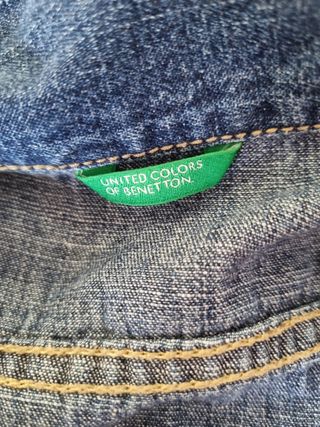 UNITED COLORS
OF BENETTON.